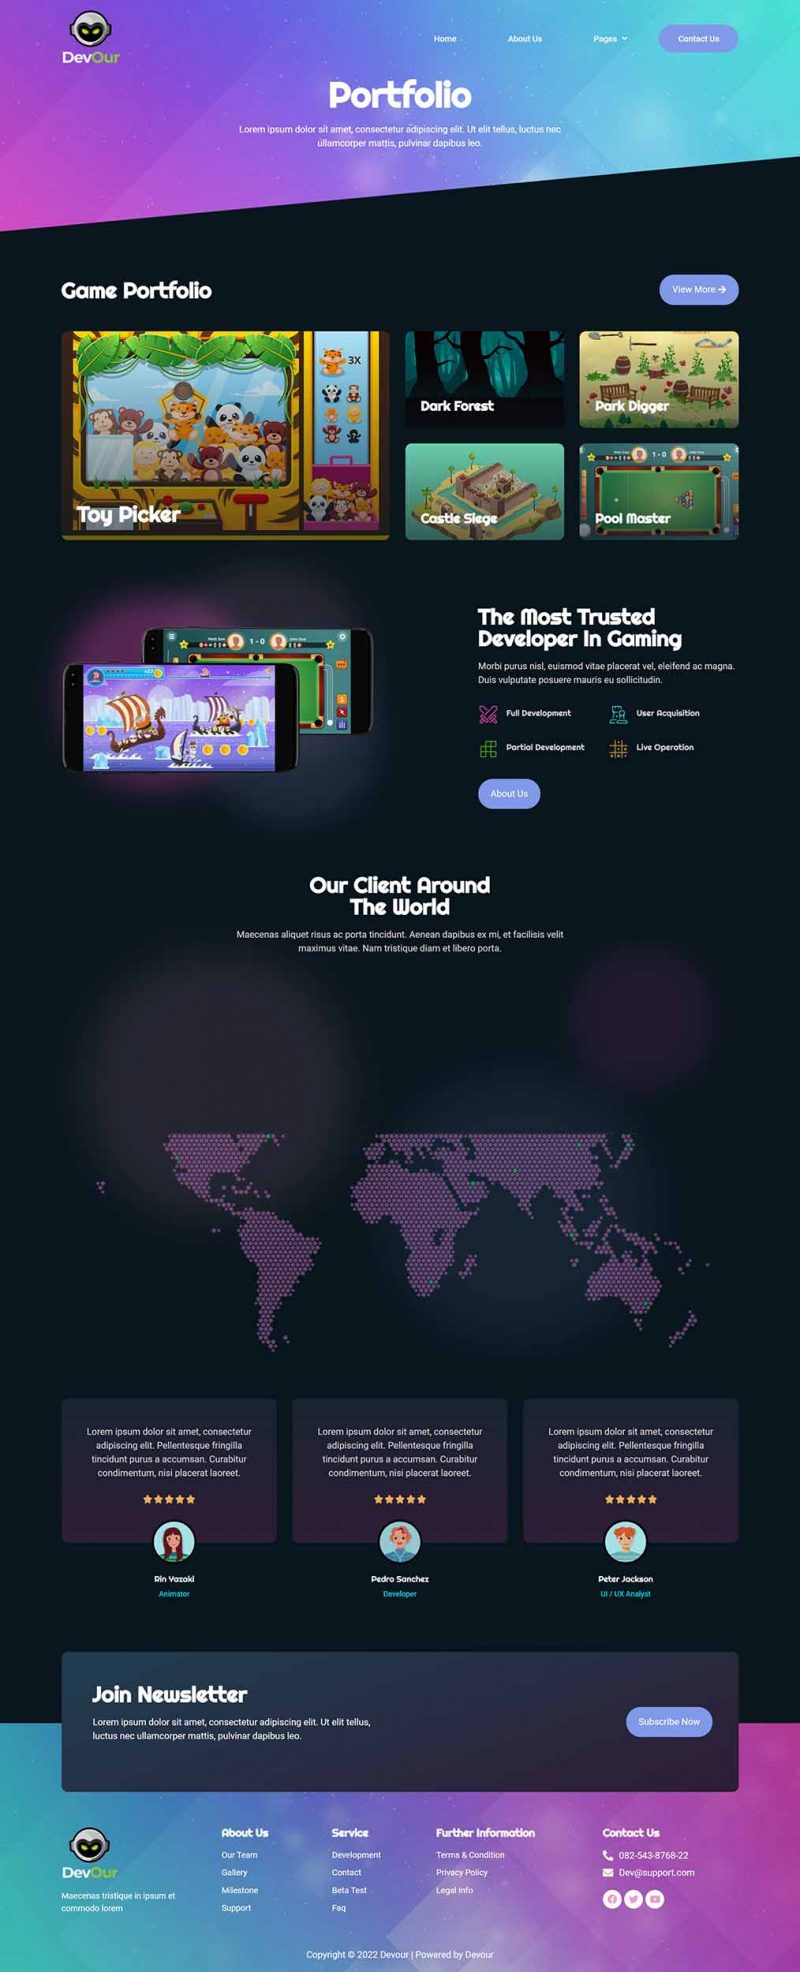 DevOur
Home
About Us
Pages
Contact Us
Portfolio
Lorem ipsum dolor sit amet, consectetur adipiscing elit. Ut elit tellus, luctus nec
ullamcorper mattis, pulvinar dapibus leo.
Game Portfolio
View More
3X
Toy Picker
Dark Forest
Park Digger
Castle Siege
1 - 0
Pool Master
1 - 0
The Most Trusted
Developer In Gaming
Morbi purus nisl, euismod vitae placerat vel, eleifend ac magna.
Duis vulputate posuere mauris eu sollicitudin.
Full Development
User Acquisition
Partial Development
Live Operation
About Us
Our Client Around
The World
Maecenas aliquet risus ac porta tincidunt. Aenean dapibus ex mi, et facilisis velit
maximus vitae. Nam tristique diam et libero porta.
Lorem ipsum dolor sit amet, consectetur
adipiscing elit. Pellentesque fringilla
tincidunt purus a accumsan. Curabitur
condimentum, nisi placerat laoreet.
Rin Yazaki
Animator
Lorem ipsum dolor sit amet, consectetur
adipiscing elit. Pellentesque fringilla
tincidunt purus a accumsan. Curabitur
condimentum, nisi placerat laoreet.
Pedro Sanchez
Developer
Lorem ipsum dolor sit amet, consectetur
adipiscing elit. Pellentesque fringilla
tincidunt purus a accumsan. Curabitur
condimentum, nisi placerat laoreet.
Peter Jackson
UI / UX Analyst
Join Newsletter
Lorem ipsum dolor sit amet, consectetur adipiscing elit. Ut elit tellus,
luctus nec ullamcorper mattis, pulvinar dapibus leo.
Subscribe Now
DevOur
Maecenas tristique in ipsum et
commodo lorem
About Us
Our Team
Gallery
Milestone
Support
Service
Development
Contact
Beta Test
Faq
Further Information
Terms & Condition
Privacy Policy
Legal Info
Contact Us
082-543-8768-22
Dev@support.com
Copyright © 2022 Devour | Powered by Devour